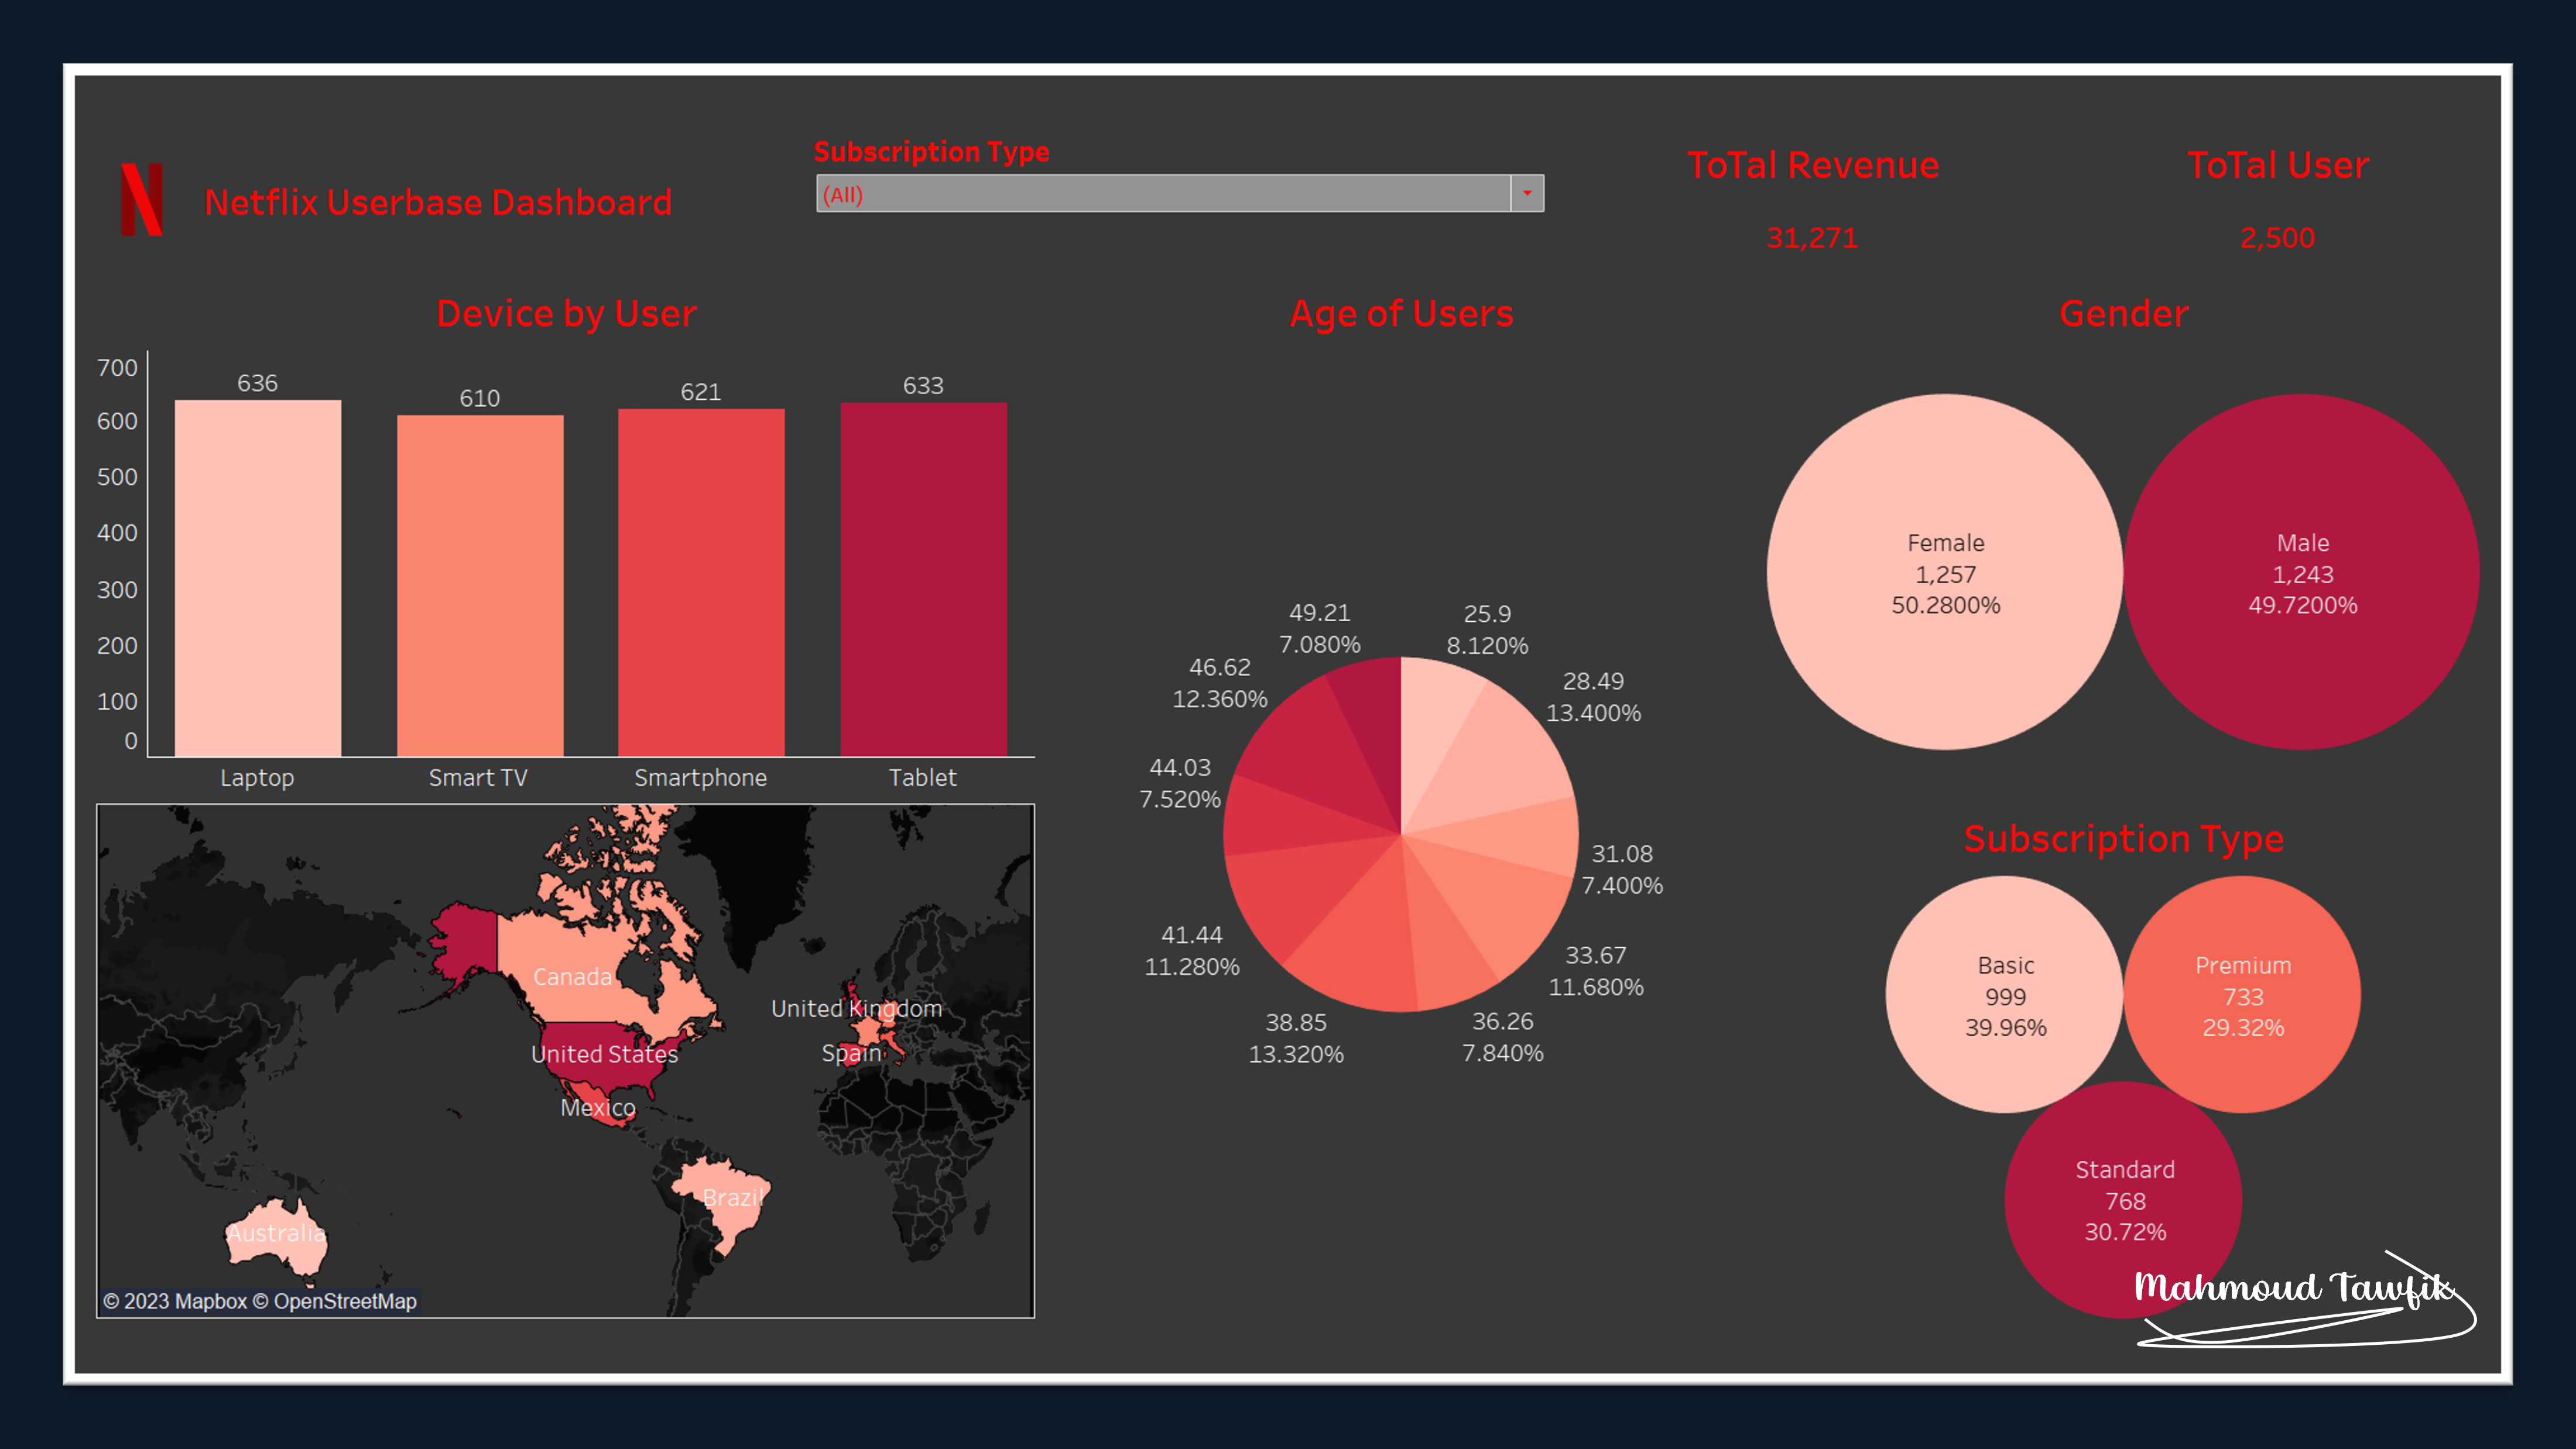 N
Netflix Userbase Dashboard
Subscription Type
(All)
ToTal Revenue
31,271
ToTal User
2,500
Device by User
700
600
500
400
300
200
100
0
636
610
621
633
Laptop
Smart TV
Smartphone
Tablet
Canada
United Kingdom
United States
Spain
Mexico
Brazil
Australia
© 2023 Mapbox © OpenStreetMap
Age of Users
49.21
7.080%
25.9
8.120%
46.62
12.360%
28.49
13.400%
44.03
7.520%
31.08
7.400%
41.44
11.280%
33.67
11.680%
38.85
13.320%
36.26
7.840%
Gender
Female
1,257
50.2800%
Male
1,243
49.7200%
Subscription Type
Basic
999
39.96%
Premium
733
29.32%
Standard
768
30.72%
Mahmoud Tawfik